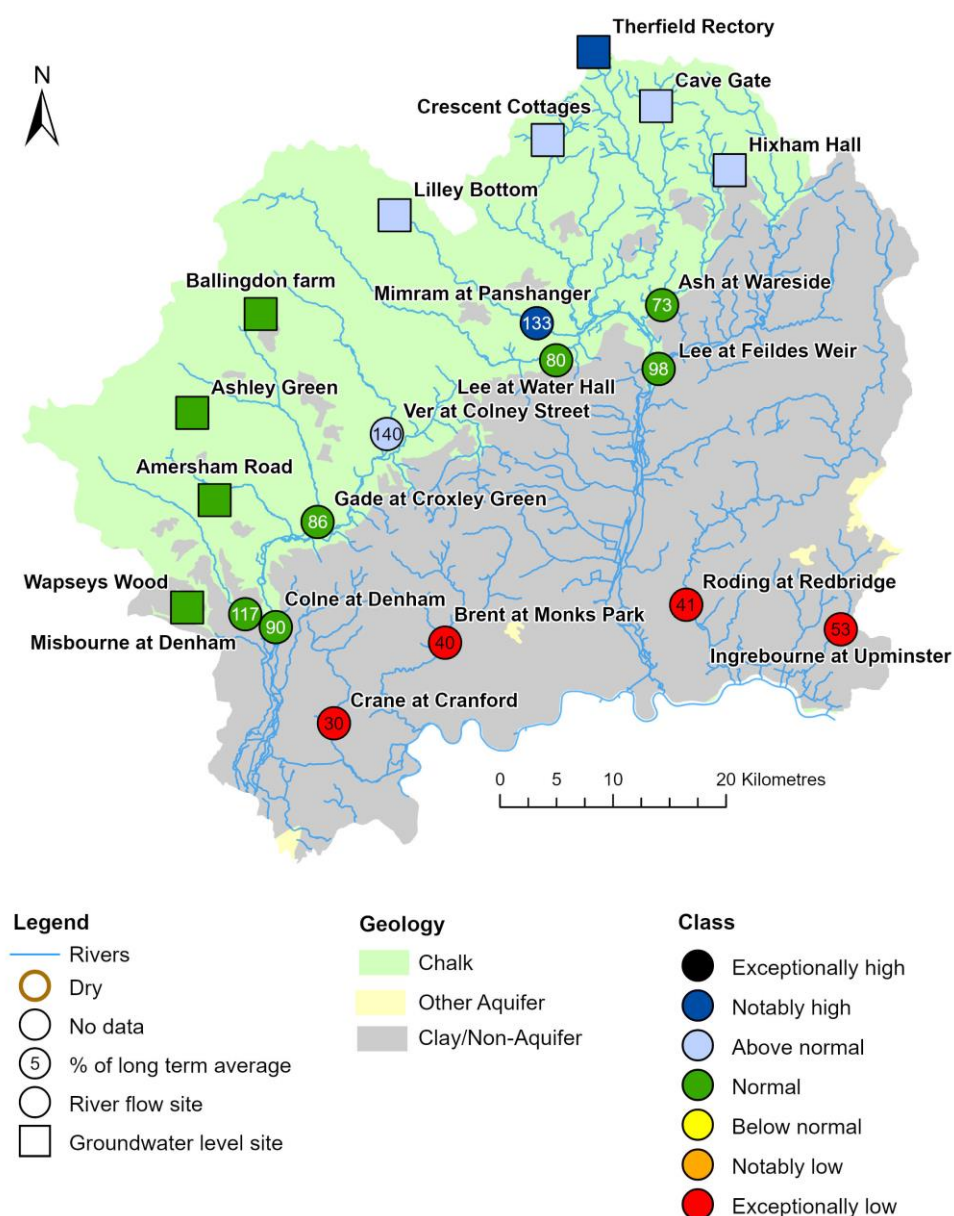 Therfield Rectory
N
Cave Gate
Crescent Cottages
Hixham Hall
Lilley Bottom
Ballingdon farm
Ash at Wareside
Mimram at Panshanger
73
133
Lee at Feildes Weir
80
98
Ashley Green
Lee at Water Hall
Ver at Colney Street
140
Amersham Road
Gade at Croxley Green
86
Wapseys Wood
Roding at Redbridge
Colne at Denham
41
117
Brent at Monks Park
90
53
Misbourne at Denham
40
Ingrebourne at Upminster
Crane at Cranford
30
0 5 10 20 Kilometres
Legend
Rivers
Dry
No data
5 % of long term average
River flow site
Groundwater level site
Geology
Chalk
Other Aquifer
Clay/Non-Aquifer
Class
Exceptionally high
Notably high
Above normal
Normal
Below normal
Notably low
Exceptionally low